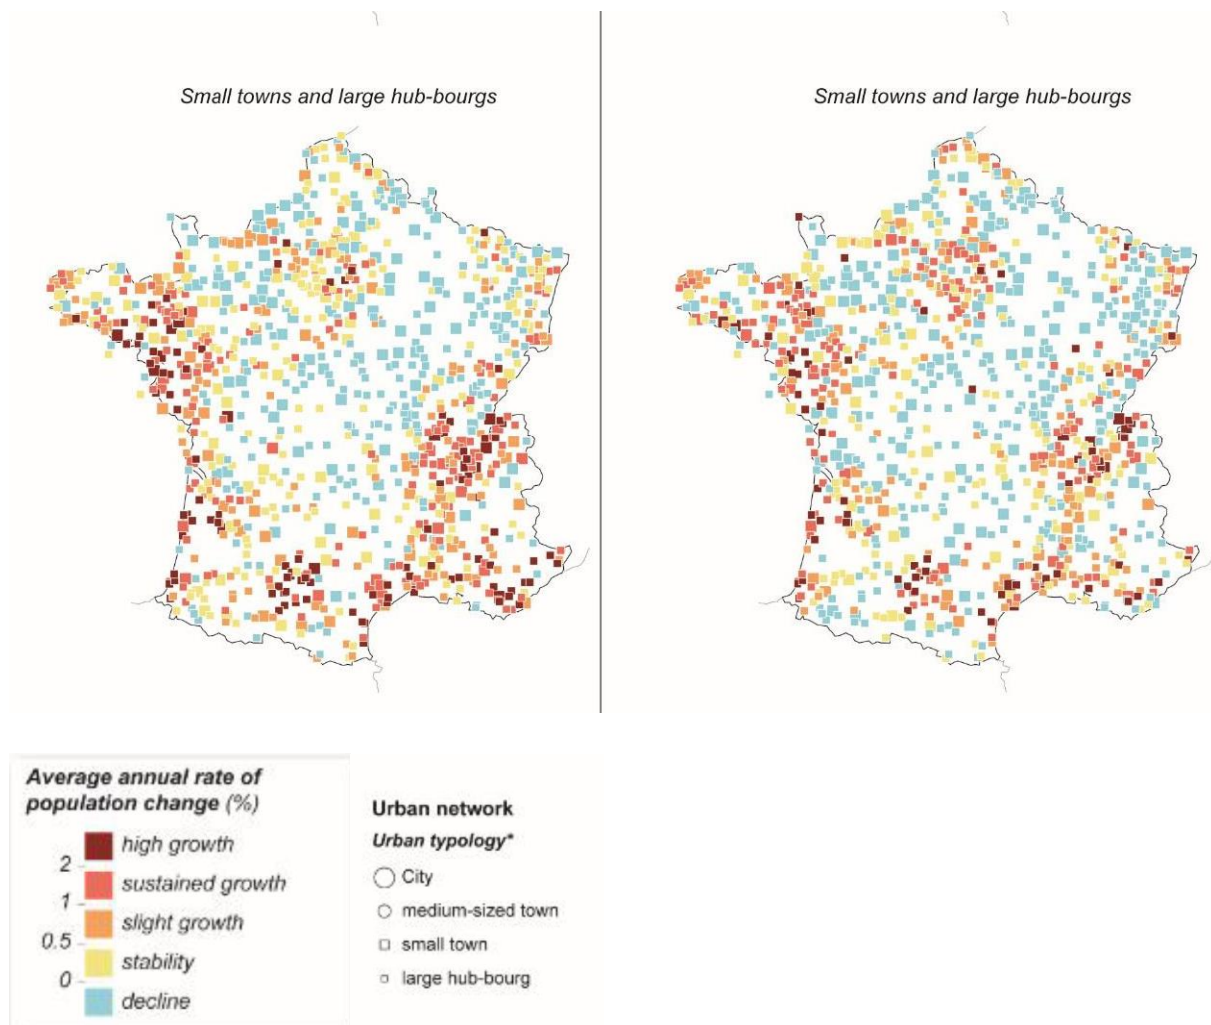 Small towns and large hub-bourgs
Small towns and large hub-bourgs
Average annual rate of
population change (%)
high growth
2
sustained growth
1
slight growth
0.5
stability
0
decline
Urban network
Urban typology*
City
medium-sized town
small town
large hub-bourg